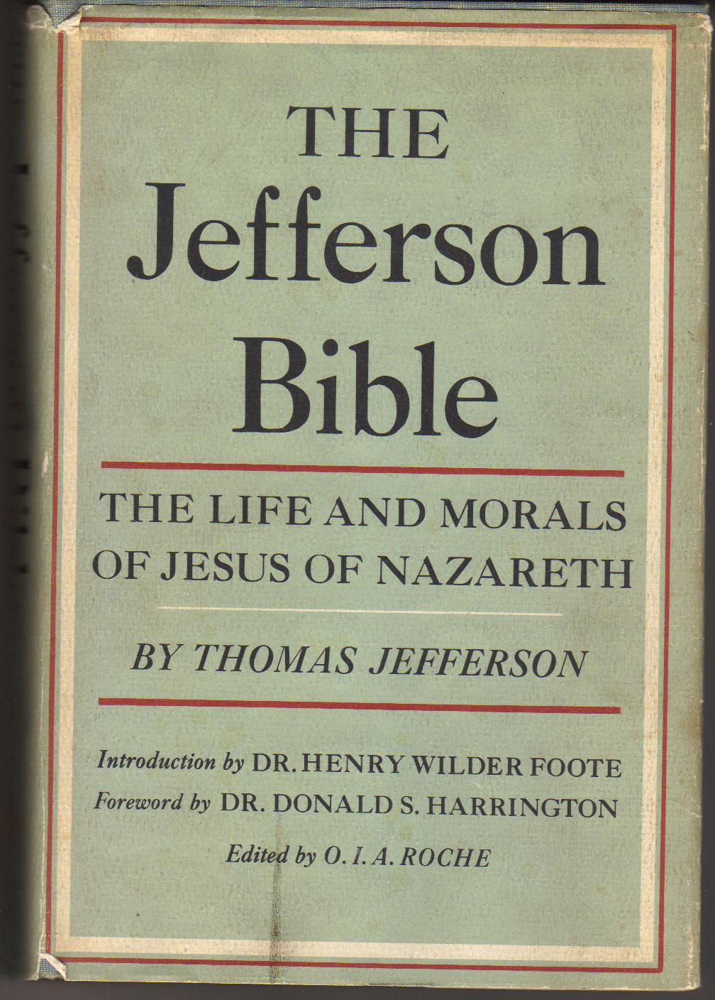 THE
Jefferson
Bible
THE LIFE AND MORALS
OF JESUS OF NAZARETH
BY THOMAS JEFFERSON
Introduction by DR. HENRY WILDER FOOTE
Foreword by DR. DONALD S. HARRINGTON
Edited by O. I. A. ROCHE